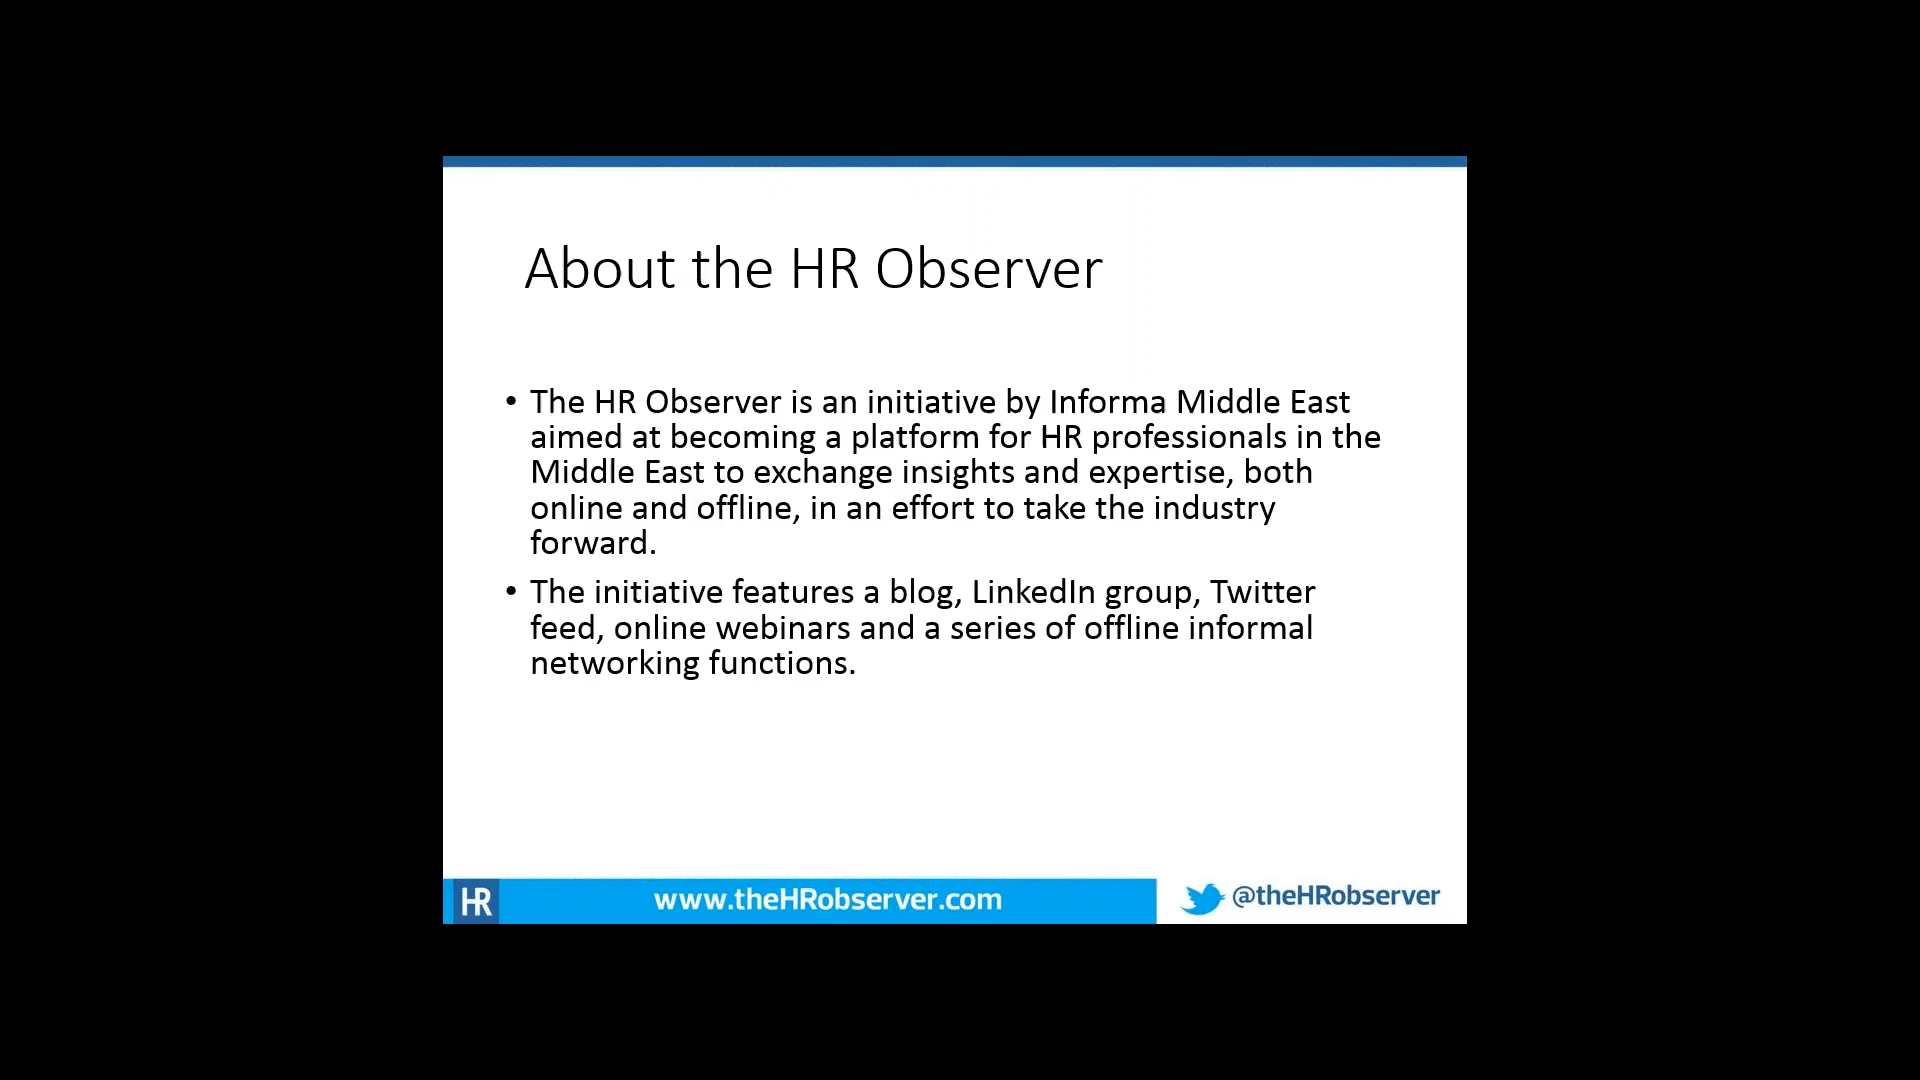 About the HR Observer
• The HR Observer is an initiative by Informa Middle East
aimed at becoming a platform for HR professionals in the
Middle East to exchange insights and expertise, both
online and offline, in an effort to take the industry
forward.
• The initiative features a blog, LinkedIn group, Twitter
feed, online webinars and a series of offline informal
networking functions.
HR
www.theHRobserver.com
@theHRobserver